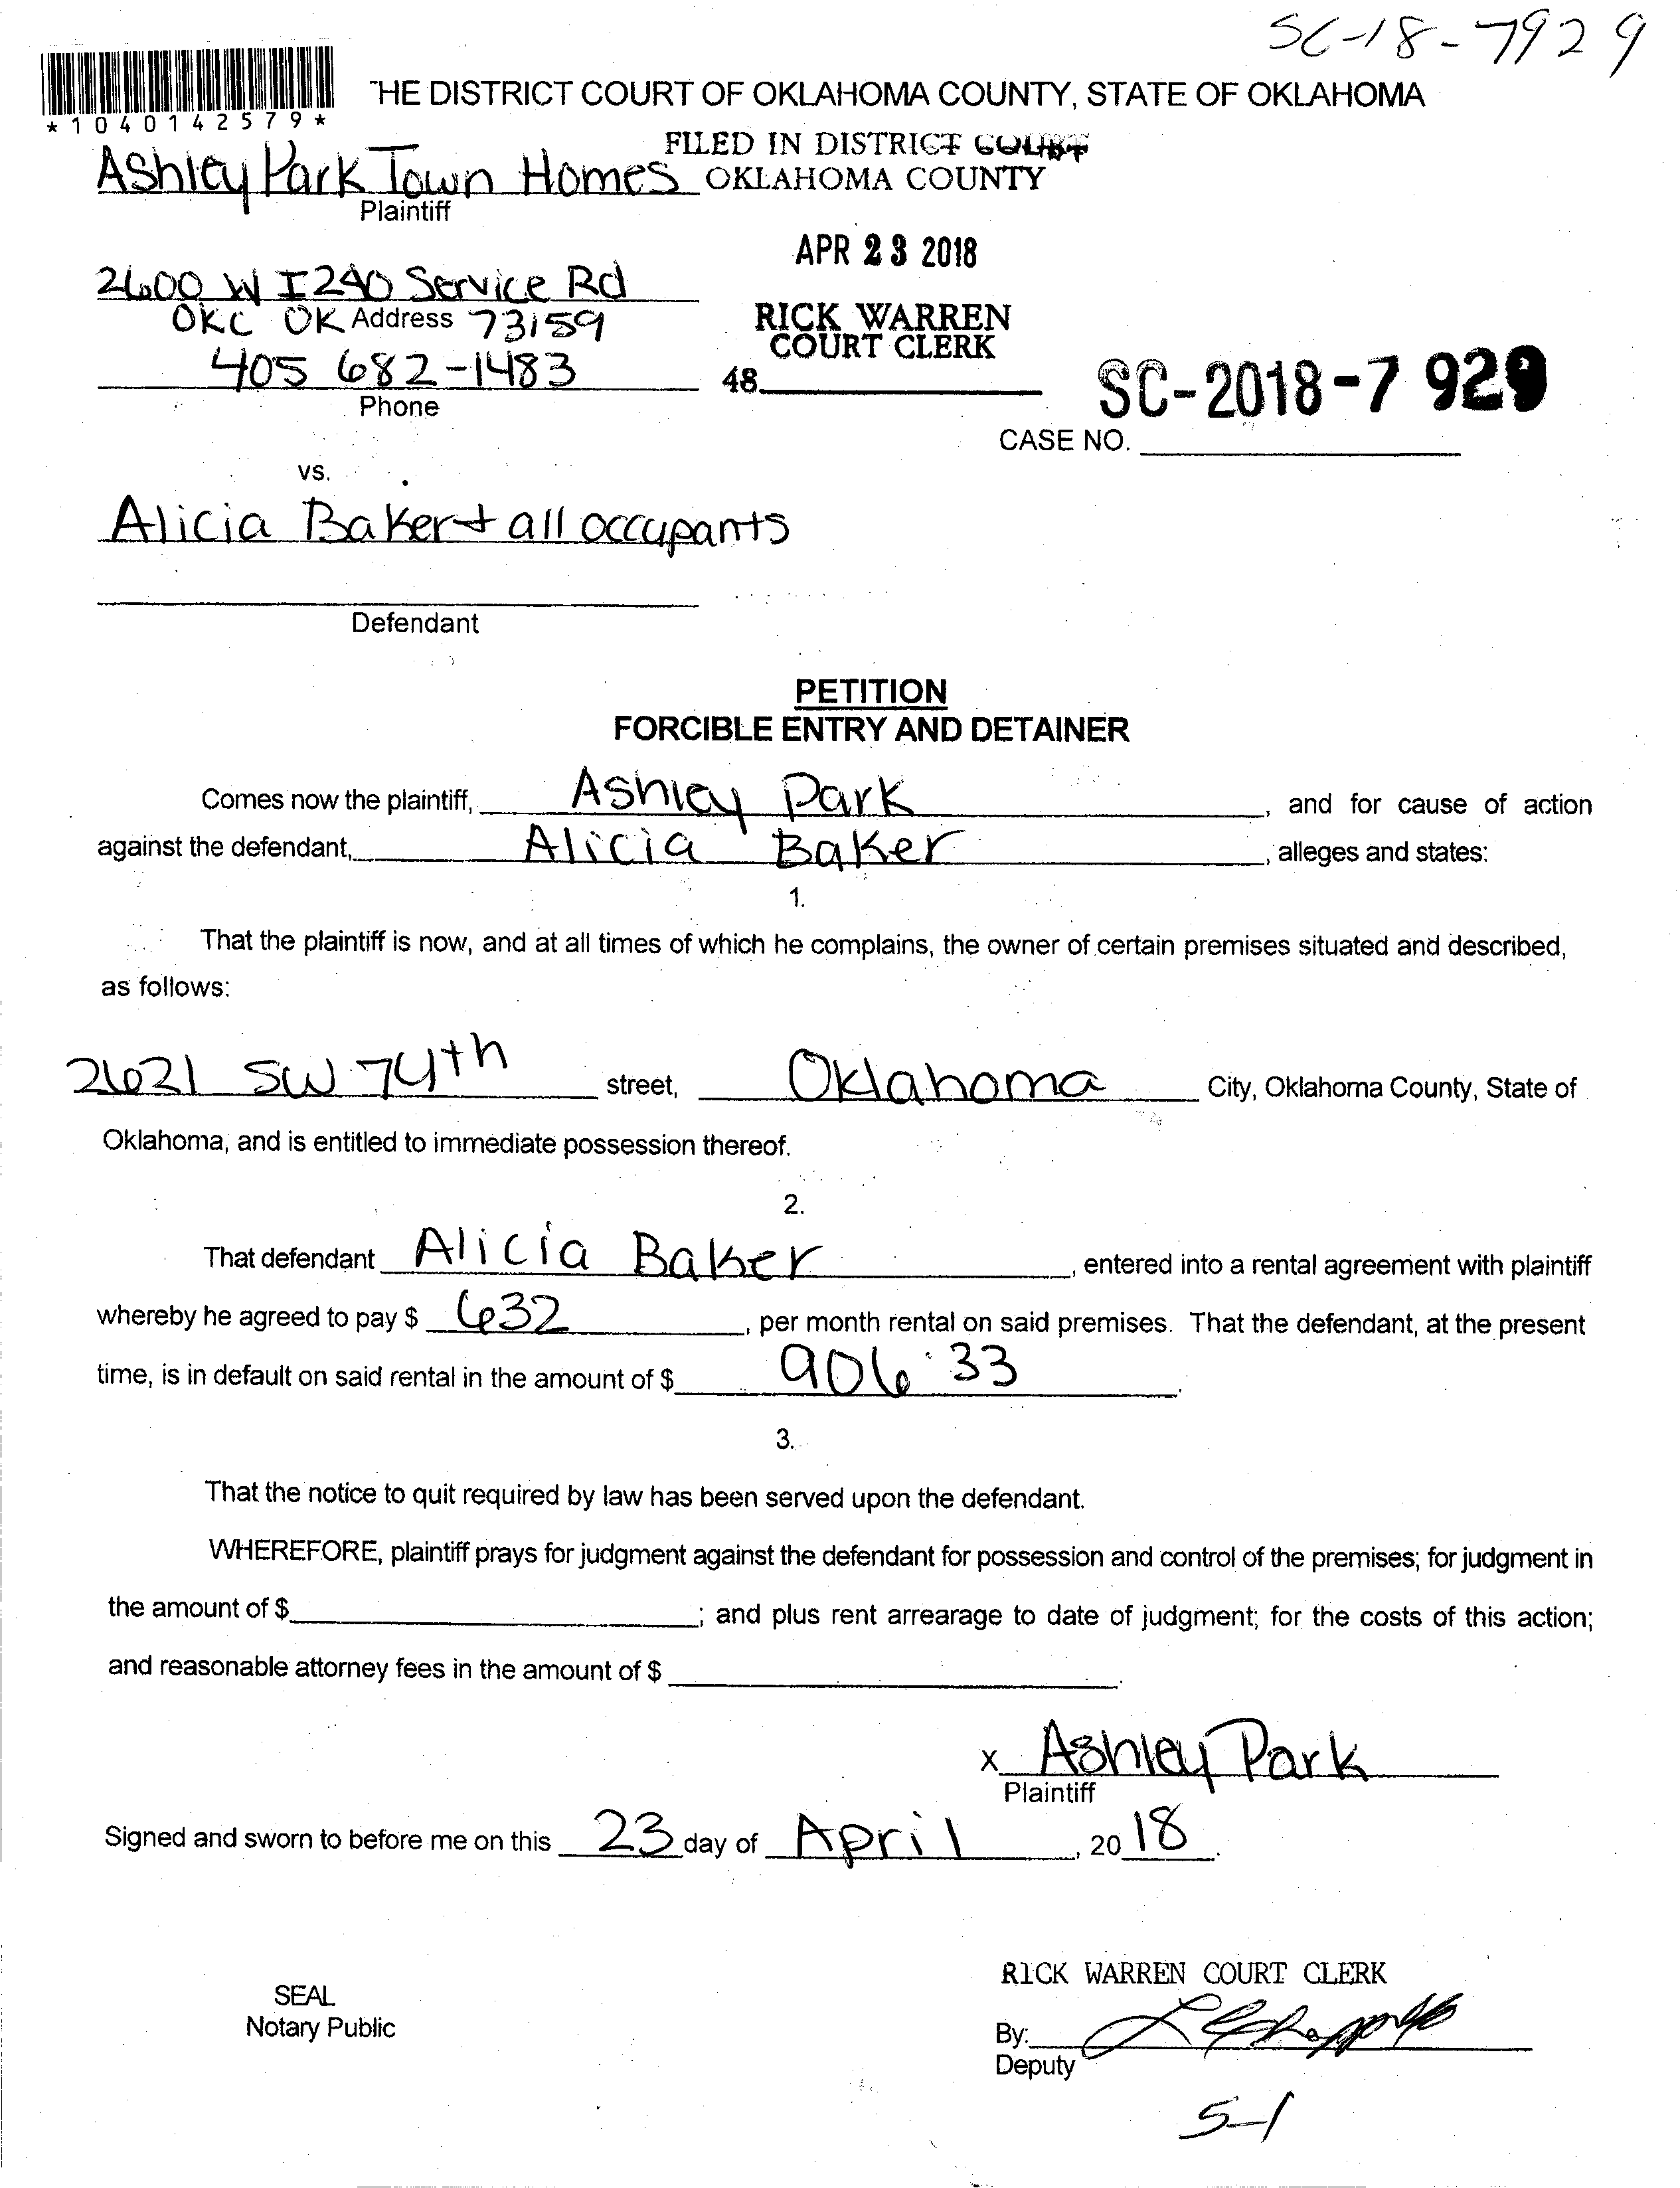 SC-18-7929
THE DISTRICT COURT OF OKLAHOMA COUNTY, STATE OF OKLAHOMA
*1040142579*
FILED IN DISTRICT COURT
Ashley Park Town Homes OKLAHOMA COUNTY
Plaintiff
APR 23 2018
2600 W I240 Service Rd
OKC OK Address 73159
RICK WARREN
COURT CLERK
405 682-1483
48
Phone
SC-2018-7929
CASE NO.
vs.
Alicia Baker + all occupants
Defendant
PETITION
FORCIBLE ENTRY AND DETAINER
Comes now the plaintiff, Ashley Park, and for cause of action
against the defendant, Alicia Baker, alleges and states:
1.
That the plaintiff is now, and at all times of which he complains, the owner of certain premises situated and described,
as follows:
2621 SW 74th street, Oklahoma City, Oklahoma County, State of
Oklahoma, and is entitled to immediate possession thereof.
2.
That defendant Alicia Baker, entered into a rental agreement with plaintiff
whereby he agreed to pay $ 632, per month rental on said premises. That the defendant, at the present
time, is in default on said rental in the amount of $ 906.33.
3.
That the notice to quit required by law has been served upon the defendant.
WHEREFORE, plaintiff prays for judgment against the defendant for possession and control of the premises; for judgment in
the amount of $; and plus rent arrearage to date of judgment; for the costs of this action;
and reasonable attorney fees in the amount of $.
X Ashley Park
Plaintiff
Signed and sworn to before me on this 23 day of April, 2018.
RICK WARREN COURT CLERK
SEAL
Notary Public
By:
Deputy
5-1